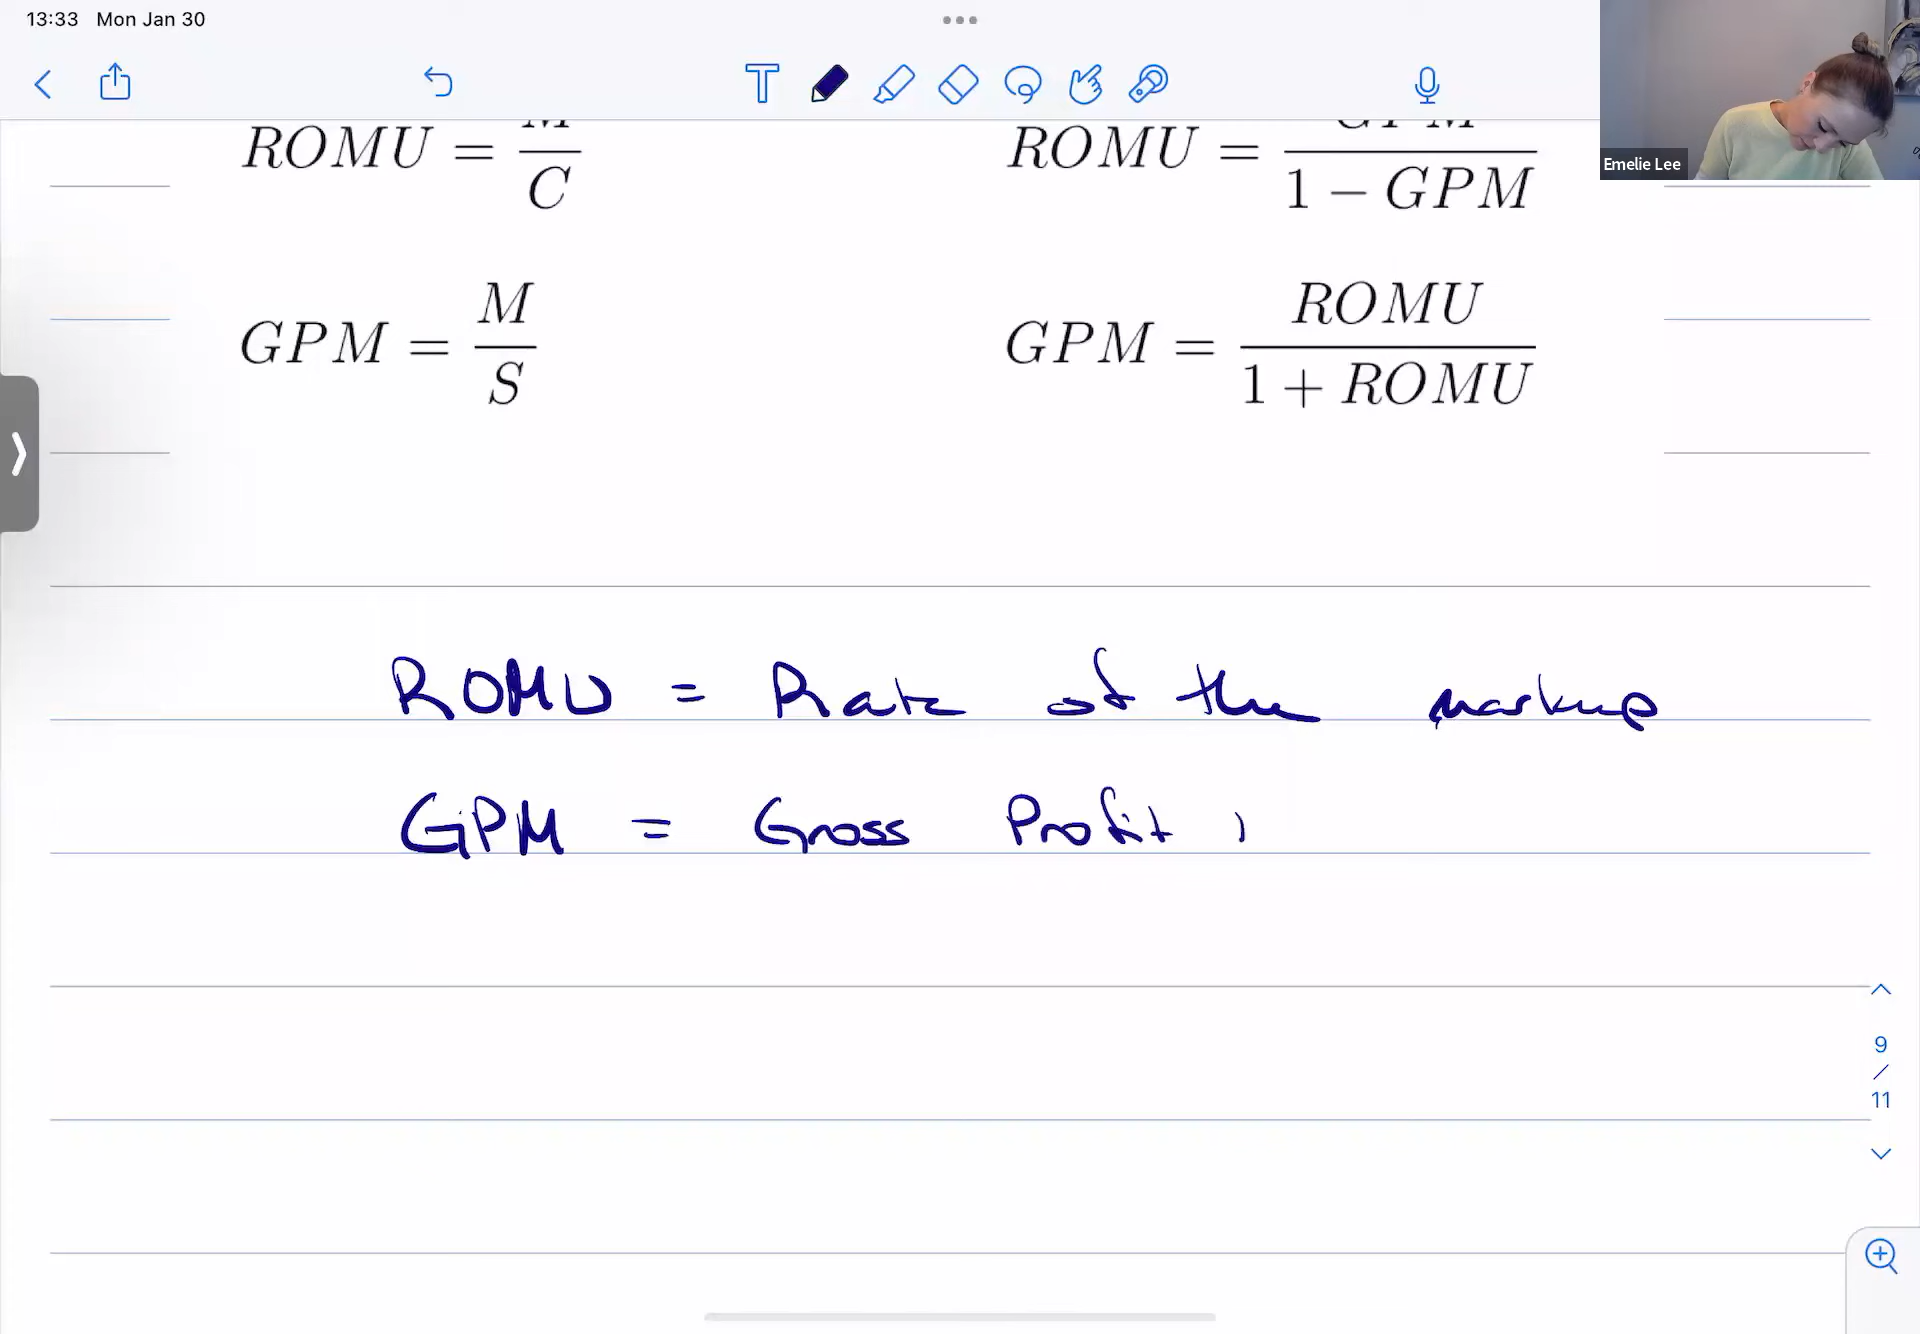 13:33 Mon Jan 30
Emelie Lee
ROMU = M/C
ROMU = GPM/(1 − GPM)
GPM = M/S
GPM = ROMU/(1 + ROMU)
ROMU = Rate of the markup
GPM = Gross Profit
9
/
11